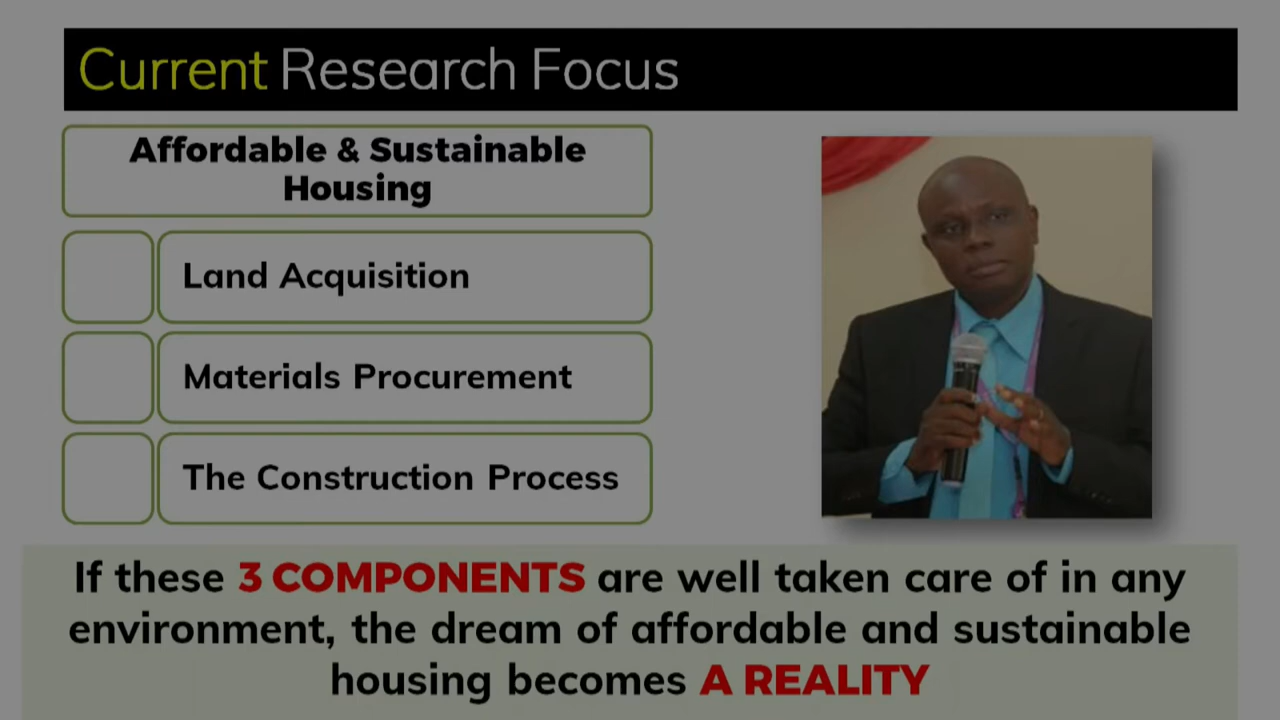 Current Research Focus
Affordable & Sustainable
Housing
Land Acquisition
Materials Procurement
The Construction Process
If these 3 COMPONENTS are well taken care of in any
environment, the dream of affordable and sustainable
housing becomes A REALITY